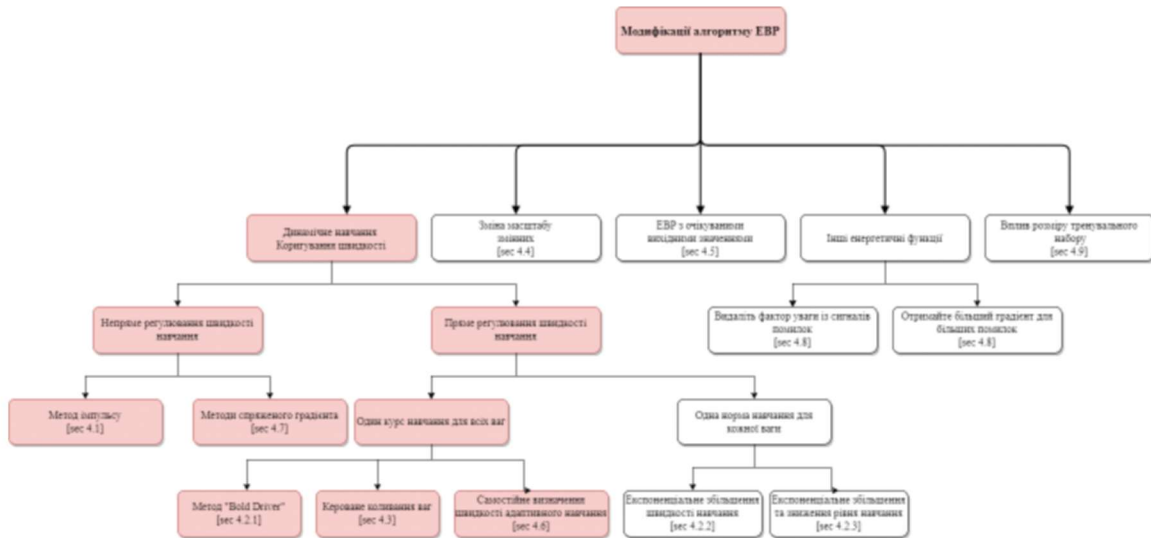 Модифікації алгоритму EBP
Динамічне навчання
Коригування швидкості
Зміна масштабу
змінних
[sec 4.4]
EBP з очікуваними
вихідними значеннями
[sec 4.5]
Інші енергетичні функції
Вплив розміру тренувального
набору
[sec 4.9]
Непряме регулювання швидкості
навчання
Пряме регулювання швидкості
навчання
Видаліть фактор уваги із сигналів
помилок
[sec 4.8]
Отримайте більший градієнт для
більших помилок
[sec 4.8]
Метод імпульсу
[sec 4.1]
Методи спряженого градієнта
[sec 4.7]
Один курс навчання для всіх ваг
Одна норма навчання для
кожної ваги
Метод "Bold Driver"
[sec 4.2.1]
Кероване коливання ваг
[sec 4.3]
Самостійне визначення
швидкості адаптивного навчання
[sec 4.6]
Експоненціальне збільшення
швидкості навчання
[sec 4.2.2]
Експоненціальне збільшення
та зниження рівня навчання
[sec 4.2.3]